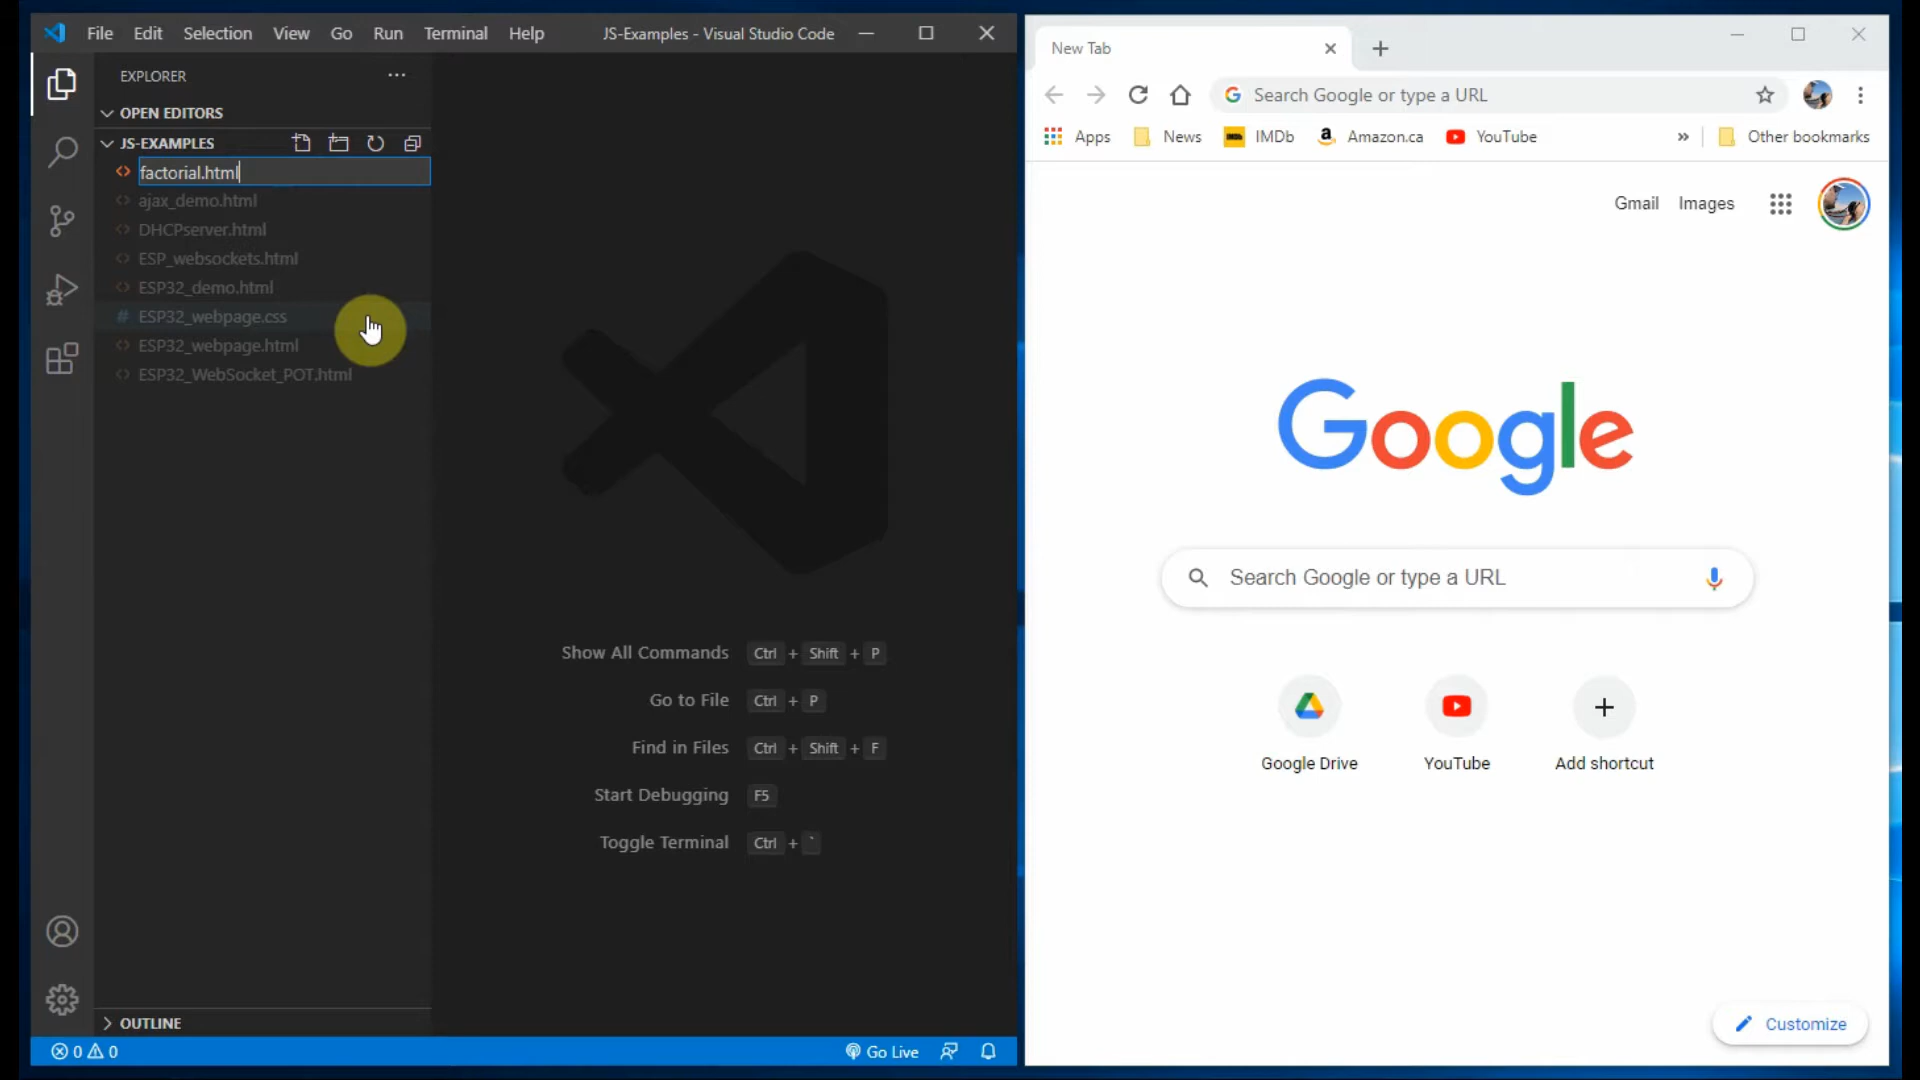 File Edit Selection View Go Run Terminal Help JS-Examples - Visual Studio Code
EXPLORER
OPEN EDITORS
JS-EXAMPLES
factorial.html
ajax_demo.html
DHCPserver.html
ESP_websockets.html
ESP32_demo.html
# ESP32_webpage.css
ESP32_webpage.html
ESP32_WebSocket_POT.html
Show All Commands Ctrl + Shift + P
Go to File Ctrl + P
Find in Files Ctrl + Shift + F
Start Debugging F5
Toggle Terminal Ctrl + `
OUTLINE
0 0 Go Live
New Tab
Search Google or type a URL
Apps News IMDb Amazon.ca YouTube » Other bookmarks
Gmail Images
Google
Search Google or type a URL
Google Drive YouTube Add shortcut
Customize